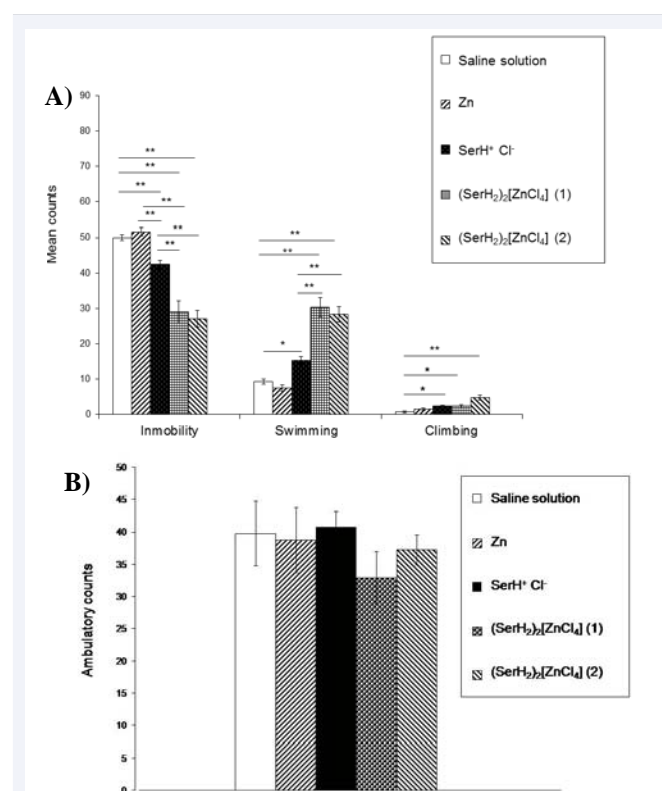 A)
Saline solution
Zn
SerH⁺ Cl⁻
(SerH₂)₂[ZnCl₄] (1)
(SerH₂)₂[ZnCl₄] (2)
Mean counts
90
80
70
60
50
40
30
20
10
0
** ** ** ** ** ** ** **
** ** ** ** *
** * *
Inmobility Swimming Climbing
B)
Saline solution
Zn
SerH⁺ Cl⁻
(SerH₂)₂[ZnCl₄] (1)
(SerH₂)₂[ZnCl₄] (2)
Ambulatory counts
50
45
40
35
30
25
20
15
10
5
0